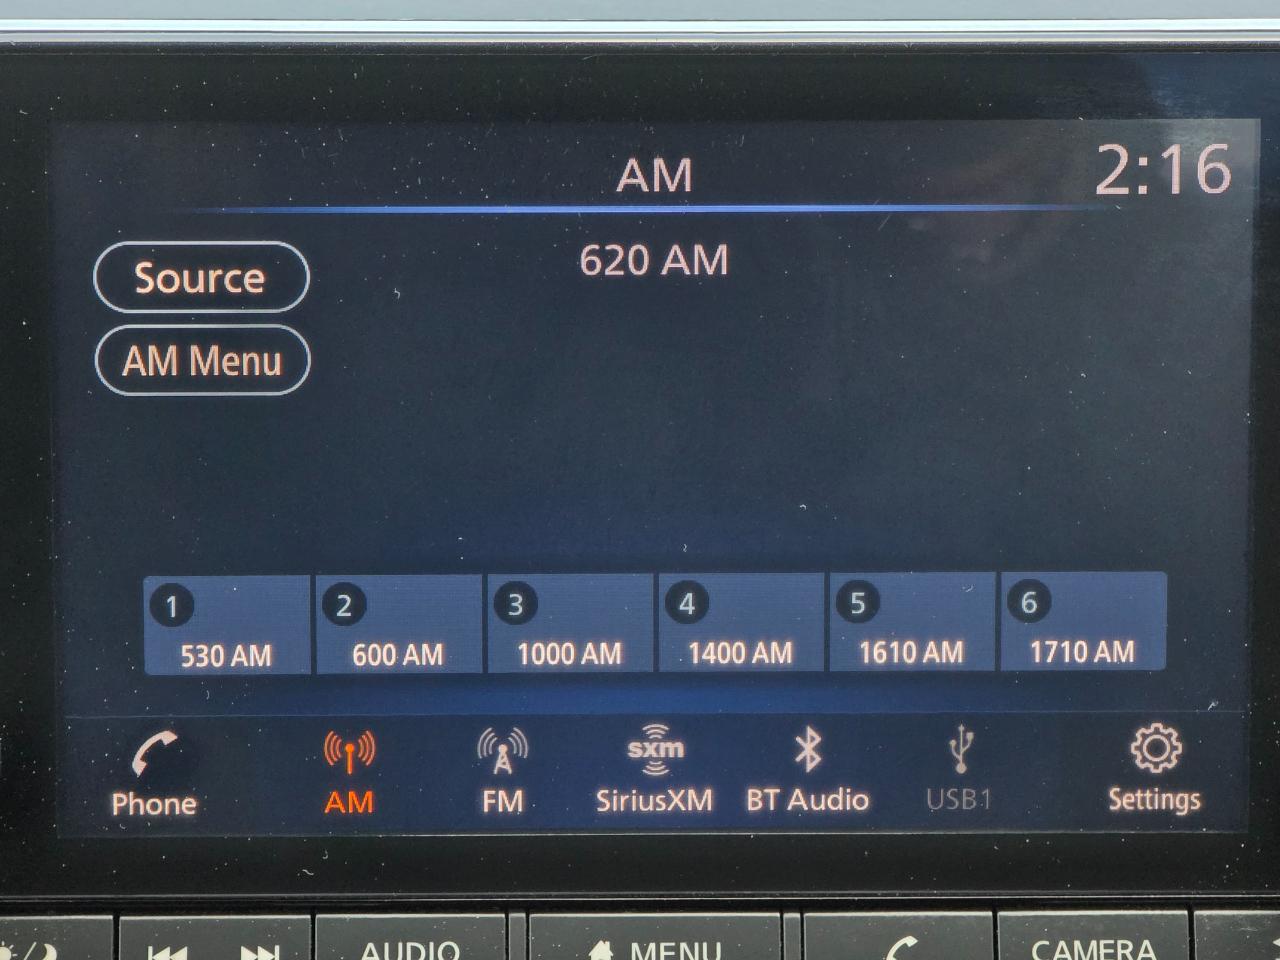 AM
2:16
620 AM
Source
AM Menu
1 2 3 4 5 6
530 AM 600 AM 1000 AM 1400 AM 1610 AM 1710 AM
sxm
Phone AM FM SiriusXM BT Audio USB1 Settings
AUDIO MENU CAMERA